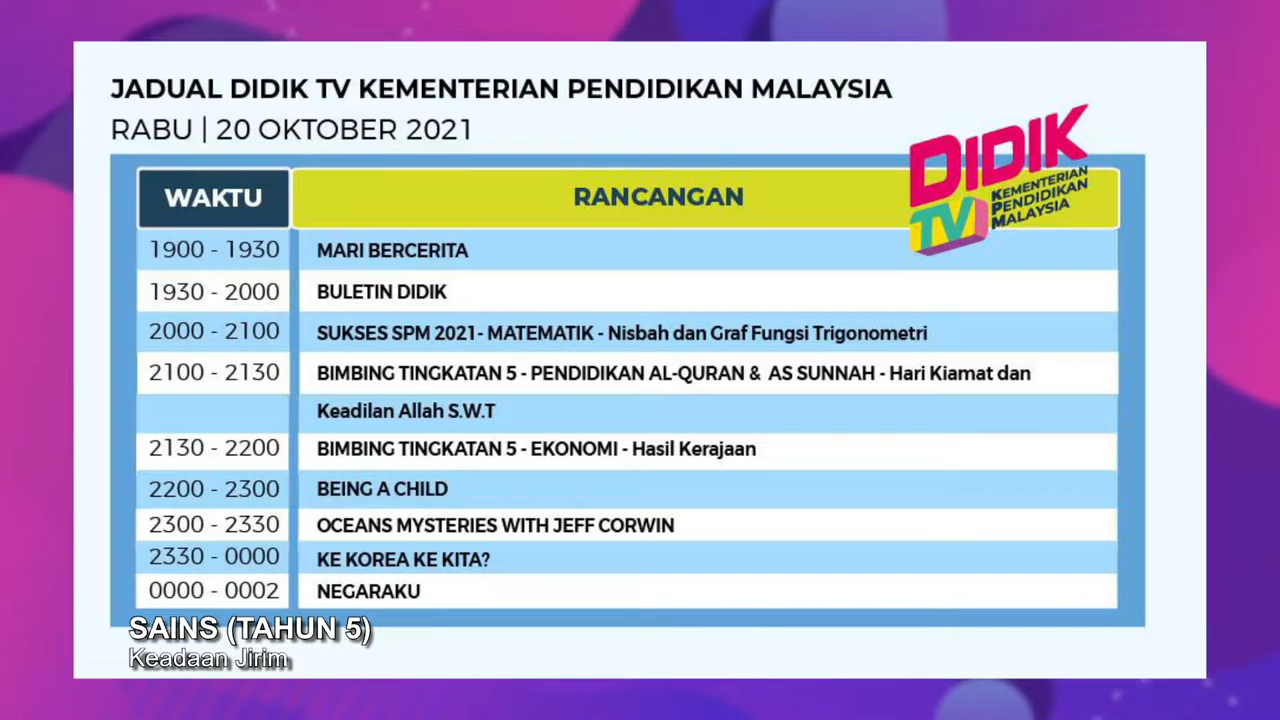 JADUAL DIDIK TV KEMENTERIAN PENDIDIKAN MALAYSIA
RABU | 20 OKTOBER 2021
DIDIK
TV
KEMENTERIAN
PENDIDIKAN
MALAYSIA
WAKTU RANCANGAN
1900 - 1930 MARI BERCERITA
1930 - 2000 BULETIN DIDIK
2000 - 2100 SUKSES SPM 2021- MATEMATIK - Nisbah dan Graf Fungsi Trigonometri
2100 - 2130 BIMBING TINGKATAN 5 - PENDIDIKAN AL-QURAN & AS SUNNAH - Hari Kiamat dan
Keadilan Allah S.W.T
2130 - 2200 BIMBING TINGKATAN 5 - EKONOMI - Hasil Kerajaan
2200 - 2300 BEING A CHILD
2300 - 2330 OCEANS MYSTERIES WITH JEFF CORWIN
2330 - 0000 KE KOREA KE KITA?
0000 - 0002 NEGARAKU
SAINS (TAHUN 5)
Keadaan Jirim